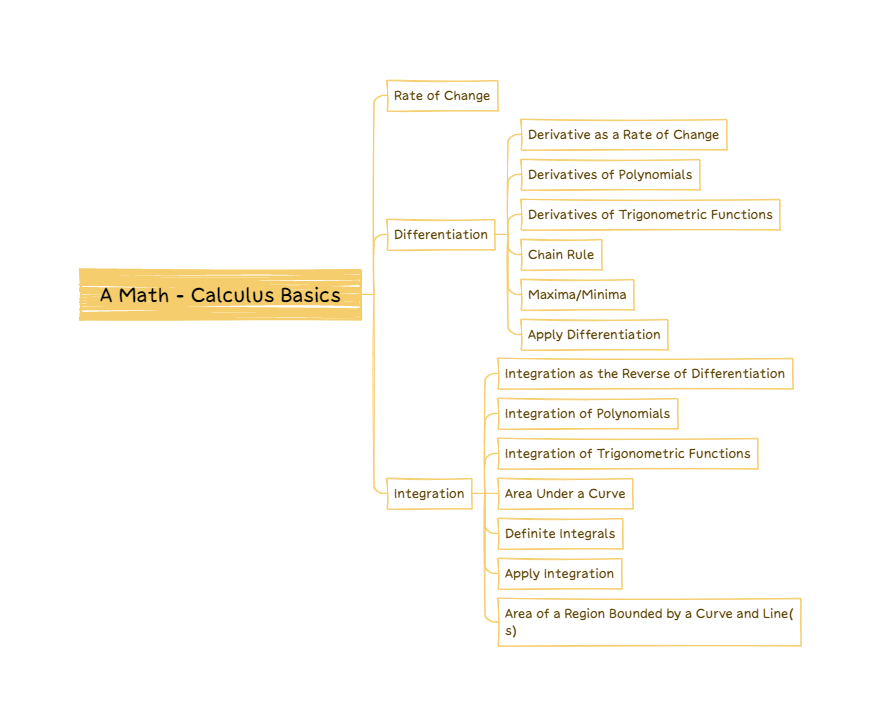 A Math - Calculus Basics
Rate of Change
Differentiation
Derivative as a Rate of Change
Derivatives of Polynomials
Derivatives of Trigonometric Functions
Chain Rule
Maxima/Minima
Apply Differentiation
Integration
Integration as the Reverse of Differentiation
Integration of Polynomials
Integration of Trigonometric Functions
Area Under a Curve
Definite Integrals
Apply Integration
Area of a Region Bounded by a Curve and Line(
s)